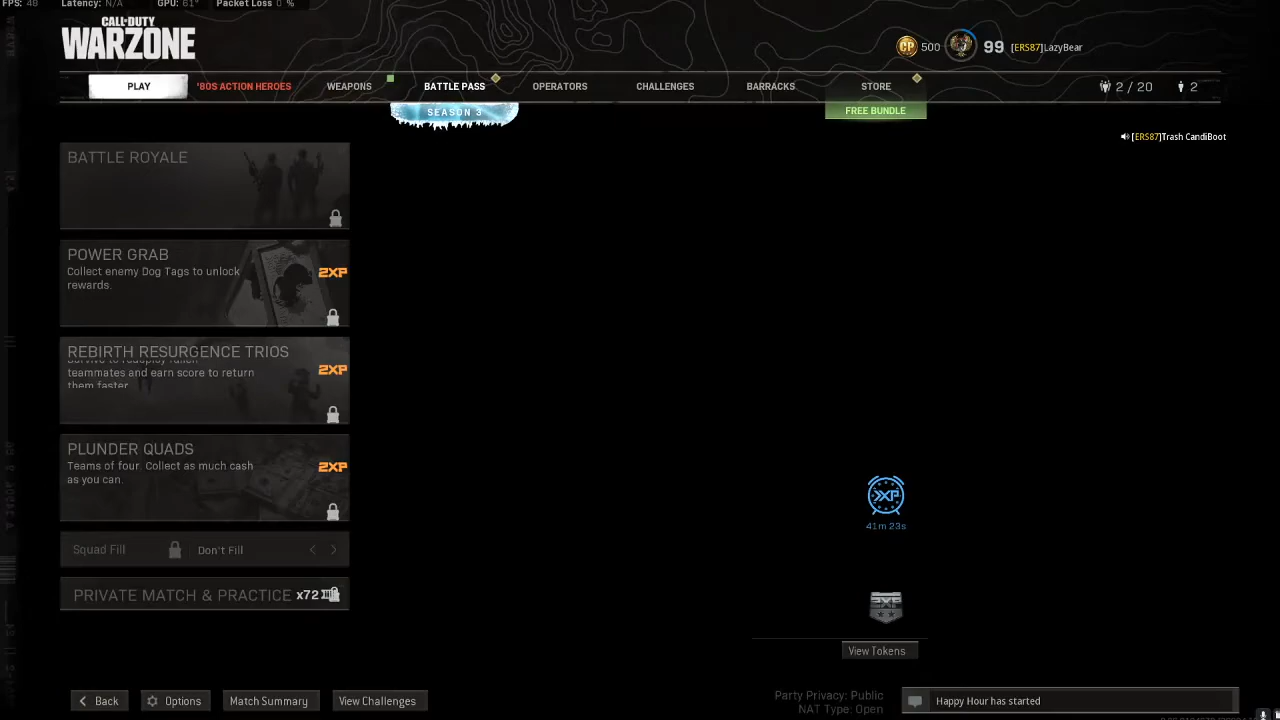 FPS: 48 Latency: N/A GPU: 61° Packet Loss 0 %
CALL OF DUTY
WARZONE
CP 500 99 [ERS87]LazyBear
PLAY '80S ACTION HEROES WEAPONS BATTLE PASS OPERATORS CHALLENGES BARRACKS STORE 2 / 20 2
SEASON 3 FREE BUNDLE
[ERS87]Trash CandiBoot
BATTLE ROYALE
POWER GRAB
Collect enemy Dog Tags to unlock
rewards.
2XP
REBIRTH RESURGENCE TRIOS
teammates and earn score to return
them faster
2XP
PLUNDER QUADS
Teams of four. Collect as much cash
as you can.
2XP
XP
41m 23s
Squad Fill Don't Fill
PRIVATE MATCH & PRACTICE x72
2XP
View Tokens
Back Options Match Summary View Challenges
Party Privacy: Public
NAT Type: Open
Happy Hour has started